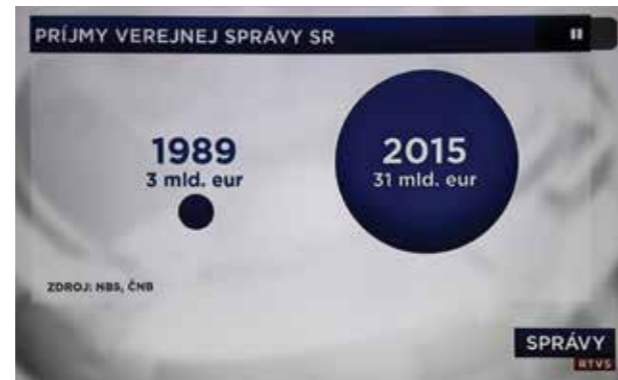 PRÍJMY VEREJNEJ SPRÁVY SR
1989
3 mld. eur
2015
31 mld. eur
ZDROJ: NBS, ČNB
SPRÁVY
RTVS